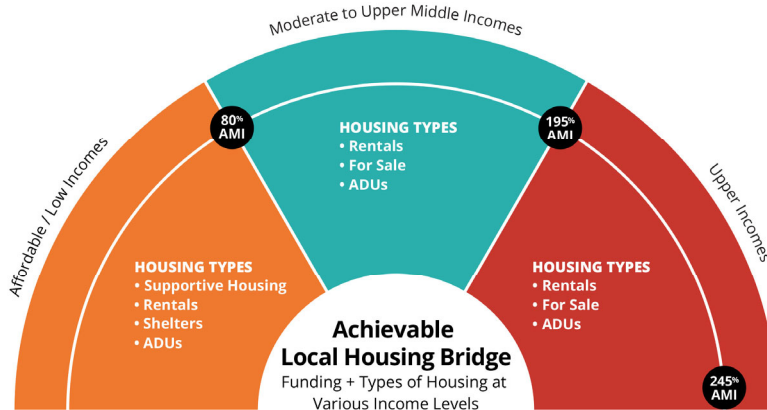 Moderate to Upper Middle Incomes
Affordable / Low Incomes
Upper Incomes
80%
AMI
195%
AMI
HOUSING TYPES
• Rentals
• For Sale
• ADUs
HOUSING TYPES
• Supportive Housing
• Rentals
• Shelters
• ADUs
HOUSING TYPES
• Rentals
• For Sale
• ADUs
Achievable
Local Housing Bridge
Funding + Types of Housing at
Various Income Levels
245%
AMI